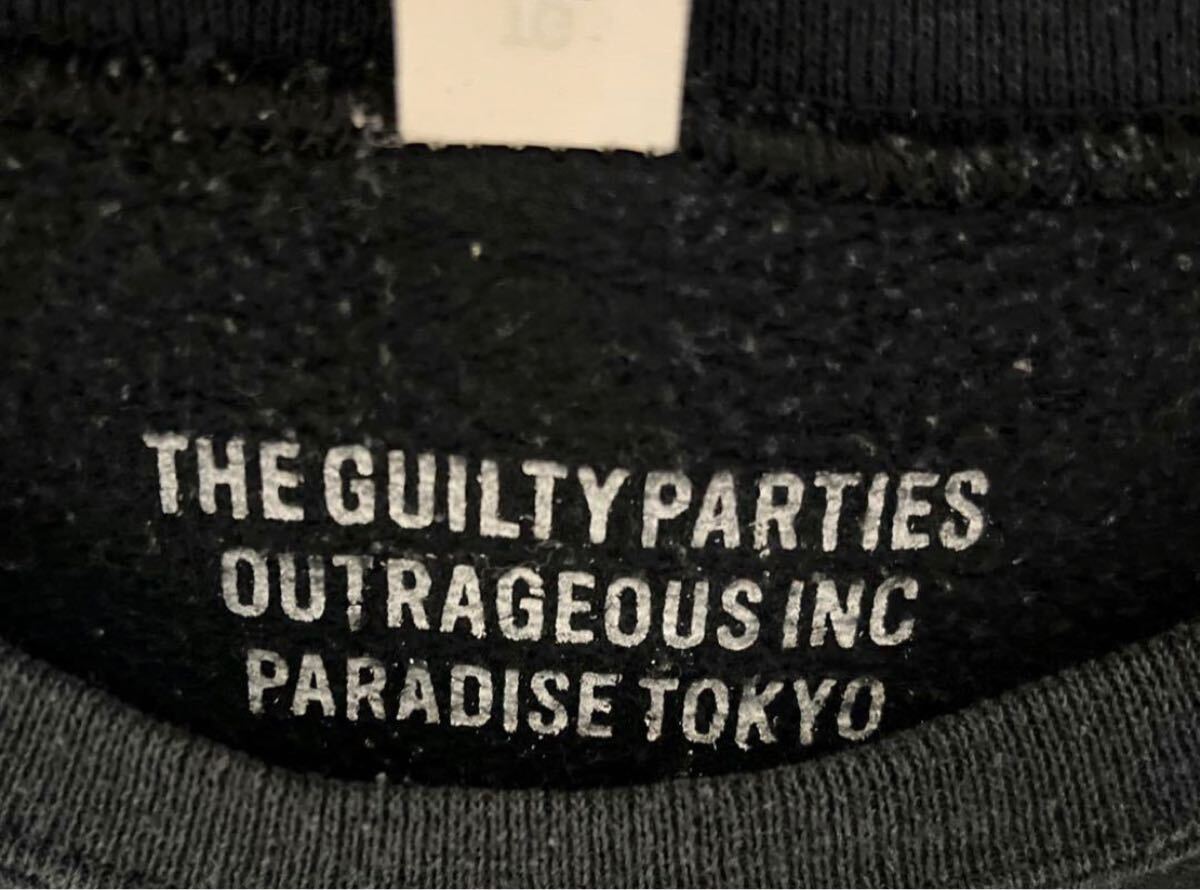 THE GUILTY PARTIES
OUTRAGEOUS INC
PARADISE TOKYO